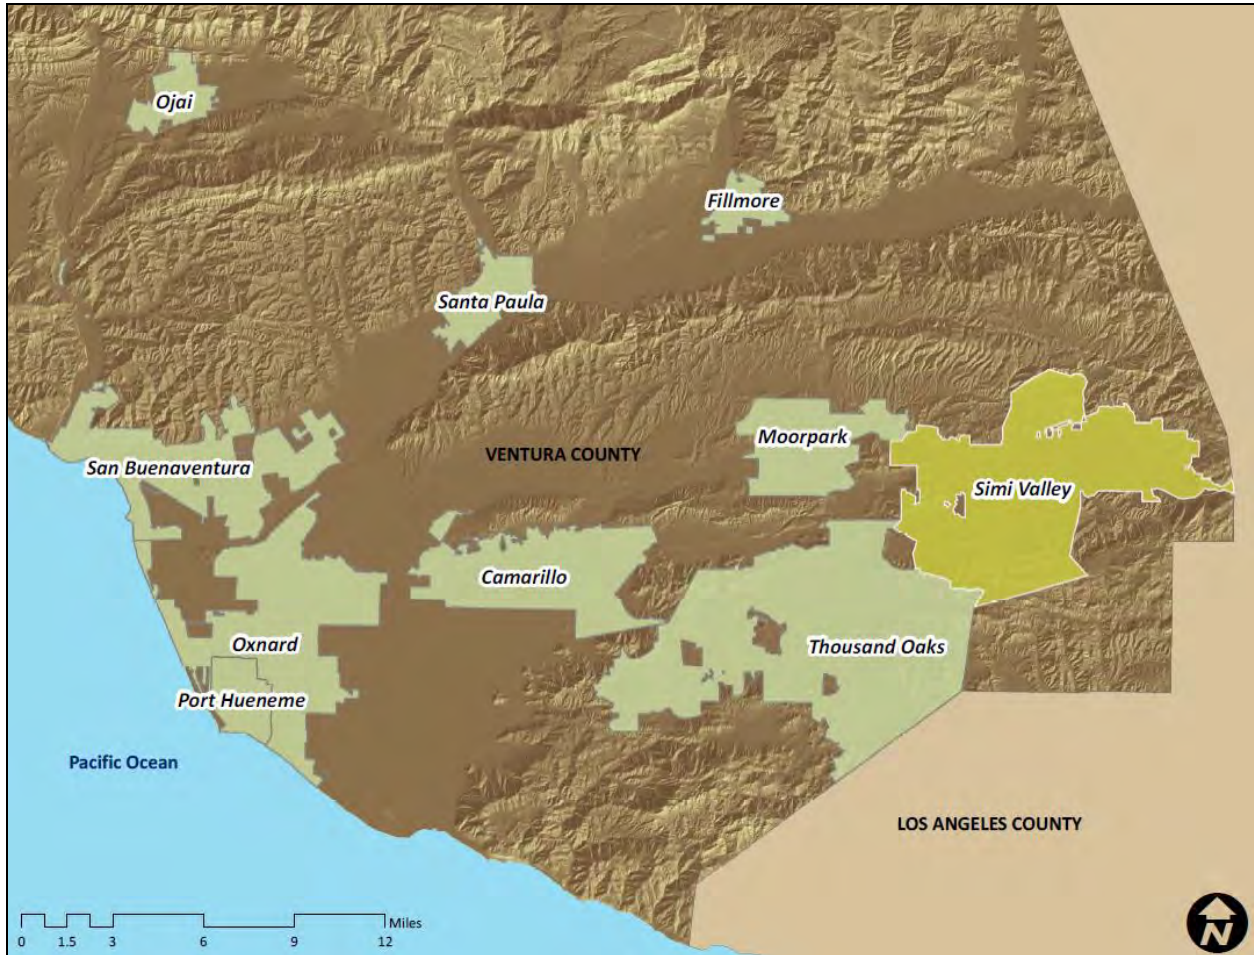 Ojai
Fillmore
Santa Paula
Moorpark
VENTURA COUNTY
San Buenaventura
Simi Valley
Camarillo
Oxnard
Thousand Oaks
Port Hueneme
Pacific Ocean
LOS ANGELES COUNTY
Miles
0 1.5 3 6 9 12
N